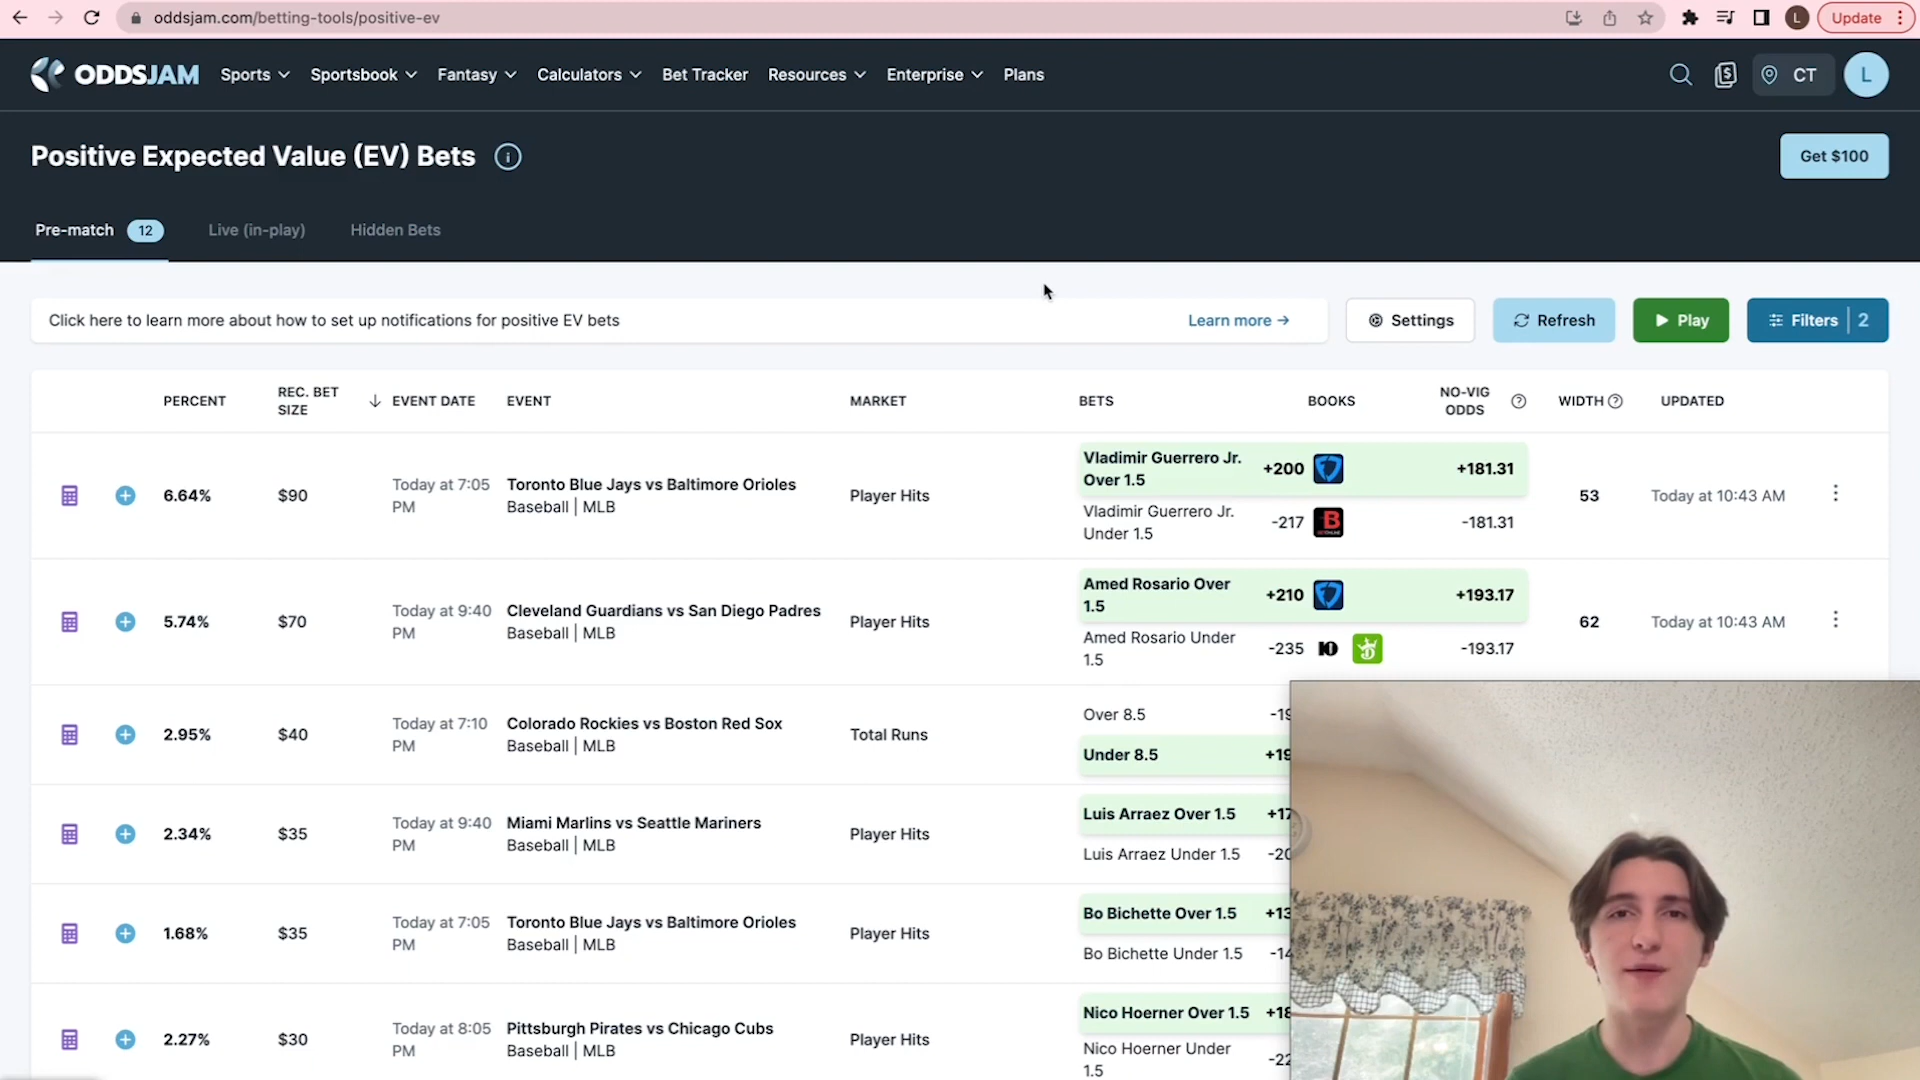 oddsjam.com/betting-tools/positive-ev
L
Update
ODDSJAM
Sports
Sportsbook
Fantasy
Calculators
Bet Tracker
Resources
Enterprise
Plans
CT
L
Positive Expected Value (EV) Bets
Get $100
Pre-match 12
Live (in-play)
Hidden Bets
Click here to learn more about how to set up notifications for positive EV bets
Learn more →
Settings
Refresh
Play
Filters 2
PERCENT
REC. BET
SIZE
EVENT DATE
EVENT
MARKET
BETS
BOOKS
NO-VIG
ODDS
WIDTH
UPDATED
6.64%
$90
Today at 7:05
PM
Toronto Blue Jays vs Baltimore Orioles
Baseball | MLB
Player Hits
Vladimir Guerrero Jr.
Over 1.5
+200
+181.31
Vladimir Guerrero Jr.
Under 1.5
-217
B
BETONLINE
-181.31
53
Today at 10:43 AM
5.74%
$70
Today at 9:40
PM
Cleveland Guardians vs San Diego Padres
Baseball | MLB
Player Hits
Amed Rosario Over
1.5
+210
+193.17
Amed Rosario Under
1.5
-235
-193.17
62
Today at 10:43 AM
2.95%
$40
Today at 7:10
PM
Colorado Rockies vs Boston Red Sox
Baseball | MLB
Total Runs
Over 8.5
-19
Under 8.5
+19
2.34%
$35
Today at 9:40
PM
Miami Marlins vs Seattle Mariners
Baseball | MLB
Player Hits
Luis Arraez Over 1.5
+17
Luis Arraez Under 1.5
-20
1.68%
$35
Today at 7:05
PM
Toronto Blue Jays vs Baltimore Orioles
Baseball | MLB
Player Hits
Bo Bichette Over 1.5
+13
Bo Bichette Under 1.5
-14
2.27%
$30
Today at 8:05
PM
Pittsburgh Pirates vs Chicago Cubs
Baseball | MLB
Player Hits
Nico Hoerner Over 1.5
+18
Nico Hoerner Under
1.5
-22